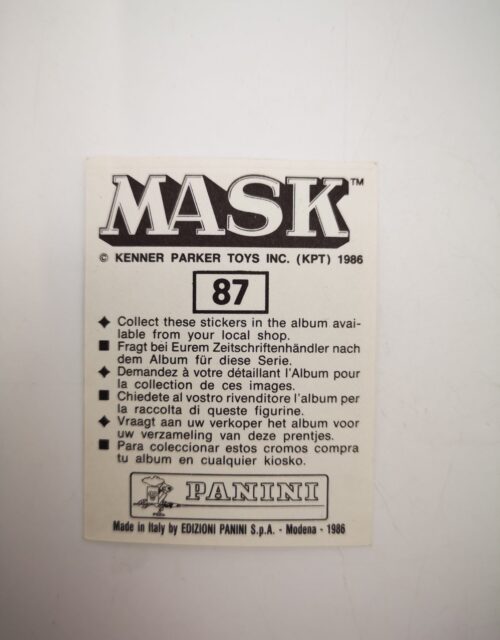 MASK™
© KENNER PARKER TOYS INC. (KPT) 1986
87
Collect these stickers in the album avai-
lable from your local shop.
Fragt bei Eurem Zeitschriftenhändler nach
dem Album für diese Serie.
Demandez à votre détaillant l'Album pour
la collection de ces images.
Chiedete al vostro rivenditore l'album per
la raccolta di queste figurine.
Vraagt aan uw verkoper het album voor
uw verzameling van deze prentjes.
Para coleccionar estos cromos compra
tu album en cualquier kiosko.
PANINI
Made in Italy by EDIZIONI PANINI S.p.A. - Modena - 1986